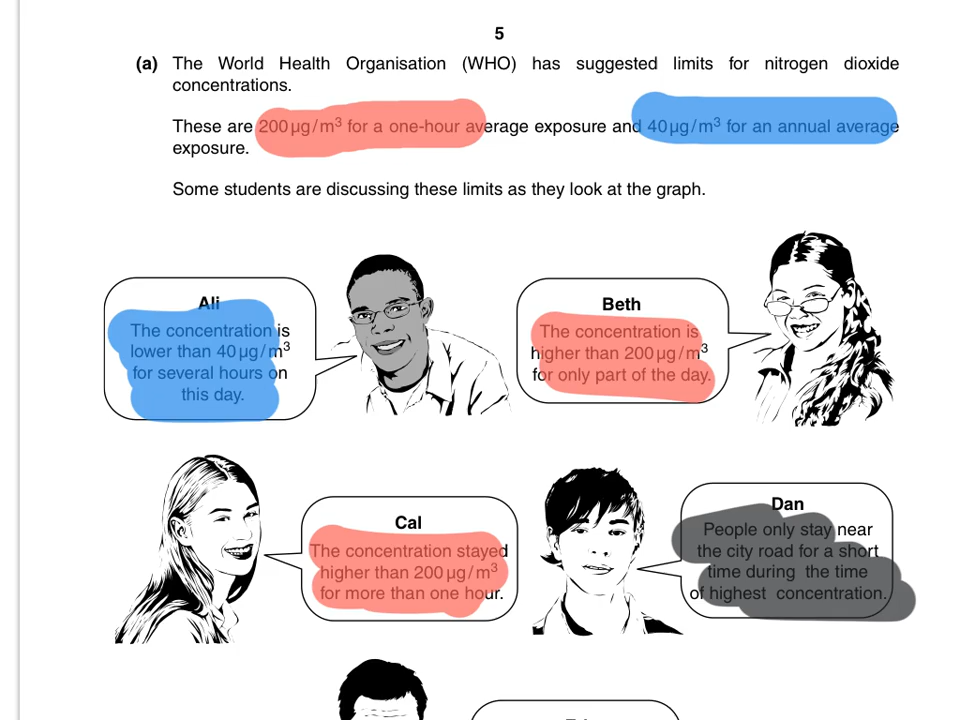 5
(a) The World Health Organisation (WHO) has suggested limits for nitrogen dioxide
concentrations.
These are 200 µg/m³ for a one-hour average exposure and 40 µg/m³ for an annual average
exposure.
Some students are discussing these limits as they look at the graph.
Ali
The concentration is
lower than 40 µg/m³
for several hours on
this day.
Beth
The concentration is
higher than 200 µg/m³
for only part of the day.
Cal
The concentration stayed
higher than 200 µg/m³
for more than one hour.
Dan
People only stay near
the city road for a short
time during the time
of highest concentration.